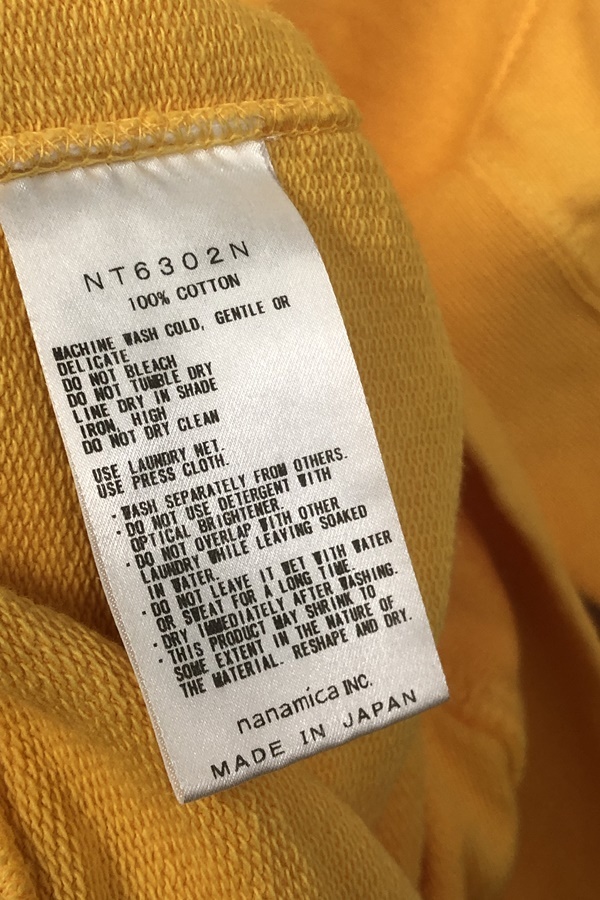 NT6302N
100% COTTON
MACHINE WASH COLD, GENTLE OR
DELICATE
DO NOT BLEACH
DO NOT TUMBLE DRY
LINE DRY IN SHADE
IRON, HIGH
DO NOT DRY CLEAN
USE LAUNDRY NET.
USE PRESS CLOTH.
・WASH SEPARATELY FROM OTHERS.
・DO NOT USE DETERGENT WITH
OPTICAL BRIGHTENER.
・DO NOT OVERLAP WITH OTHER
LAUNDRY WHILE LEAVING SOAKED
IN WATER.
・DO NOT LEAVE IT WET WITH WATER
OR SWEAT FOR A LONG TIME.
・DRY IMMEDIATELY AFTER WASHING.
・THIS PRODUCT MAY SHRINK TO
SOME EXTENT IN THE NATURE OF
THE MATERIAL. RESHAPE AND DRY.
nanamica INC.
MADE IN JAPAN